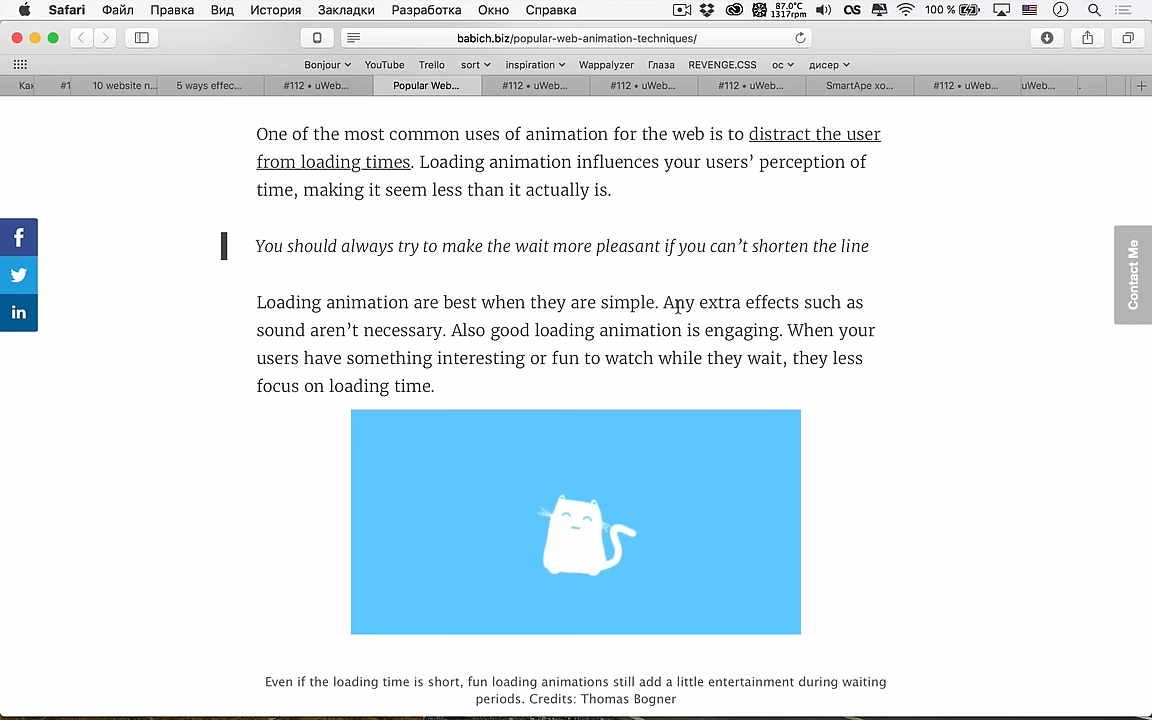 Safari Файл Правка Вид История Закладки Разработка Окно Справка 87.0°C 1317rpm 100 %
babich.biz/popular-web-animation-techniques/
Bonjour YouTube Trello sort inspiration Wappalyzer Глаза REVENGE.CSS ос дисер
Как #1 10 website n... 5 ways effec... #112 • uWeb... Popular Web... #112 • uWeb... #112 • uWeb... #112 • uWeb... SmartApe хо... #112 • uWeb... uWeb...
One of the most common uses of animation for the web is to distract the user
from loading times. Loading animation influences your users’ perception of
time, making it seem less than it actually is.
You should always try to make the wait more pleasant if you can’t shorten the line
Contact Me
Loading animation are best when they are simple. Any extra effects such as
sound aren’t necessary. Also good loading animation is engaging. When your
users have something interesting or fun to watch while they wait, they less
focus on loading time.
Even if the loading time is short, fun loading animations still add a little entertainment during waiting
periods. Credits: Thomas Bogner